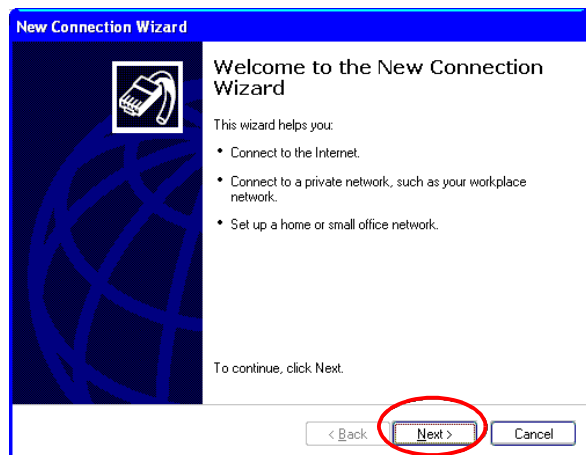 New Connection Wizard
Welcome to the New Connection
Wizard
This wizard helps you:
• Connect to the Internet.
• Connect to a private network, such as your workplace
network.
• Set up a home or small office network.
To continue, click Next.
< Back Next > Cancel